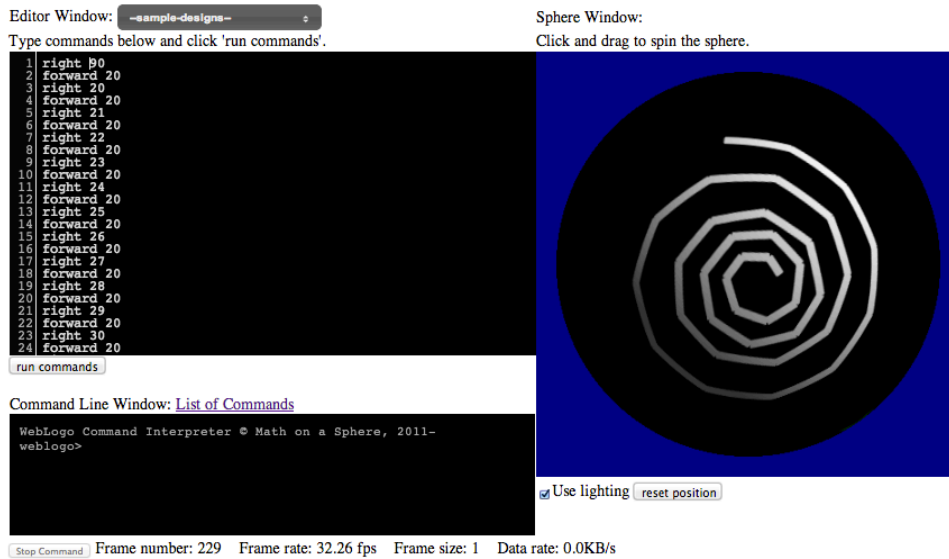 Editor Window: --sample-designs--
Type commands below and click 'run commands'.
1 right 90
2 forward 20
3 right 20
4 forward 20
5 right 21
6 forward 20
7 right 22
8 forward 20
9 right 23
10 forward 20
11 right 24
12 forward 20
13 right 25
14 forward 20
15 right 26
16 forward 20
17 right 27
18 forward 20
19 right 28
20 forward 20
21 right 29
22 forward 20
23 right 30
24 forward 20
run commands
Command Line Window: List of Commands
WebLogo Command Interpreter © Math on a Sphere, 2011-
weblogo>
Sphere Window:
Click and drag to spin the sphere.
Use lighting reset position
Stop Command Frame number: 229 Frame rate: 32.26 fps Frame size: 1 Data rate: 0.0KB/s